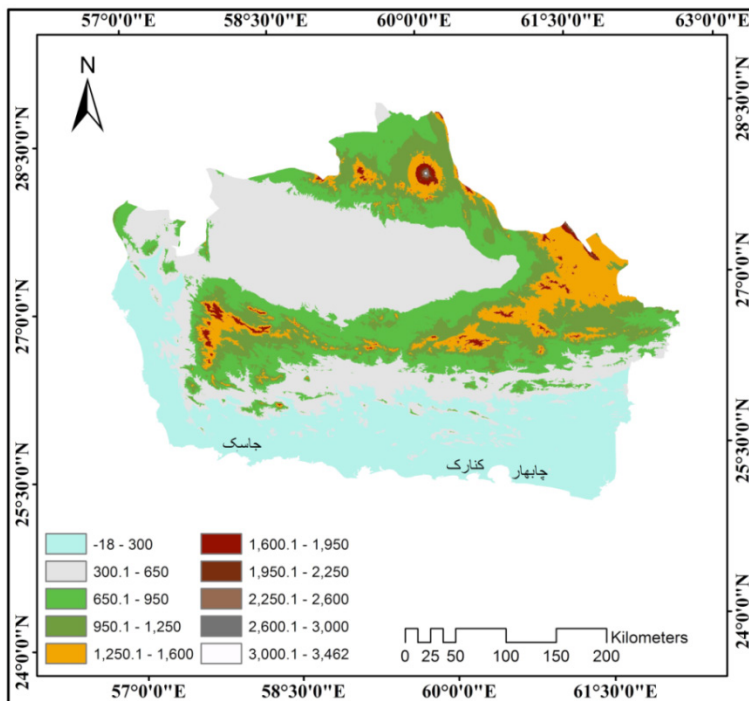 57°0'0"E 58°30'0"E 60°0'0"E 61°30'0"E 63°0'0"E
N
28°30'0"N 28°30'0"N
27°0'0"N 27°0'0"N
25°30'0"N 25°30'0"N
24°0'0"N 24°0'0"N
جاسک
کنارک
چابهار
-18 - 300
300.1 - 650
650.1 - 950
950.1 - 1,250
1,250.1 - 1,600
1,600.1 - 1,950
1,950.1 - 2,250
2,250.1 - 2,600
2,600.1 - 3,000
3,000.1 - 3,462
Kilometers
0 25 50 100 150 200
57°0'0"E 58°30'0"E 60°0'0"E 61°30'0"E